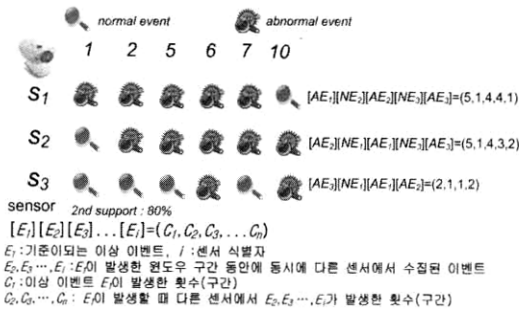 normal event
abnormal event
1 2 5 6 7 10
S1 [AE1][NE2][AE2][NE3][AE3]=(5,1,4,4,1)
S2 [AE2][NE1][AE1][NE3][AE3]=(5,1,4,3,2)
S3 [AE3][NE1][AE1][AE2]=(2,1,1,2)
sensor 2nd support : 80%
[E1][E2][E3]...[Ei]=(C1,C2,C3,...Cn)
E1 :기준이되는 이상 이벤트, i :센서 식별자
E2,E3 …,Ei :E1이 발생한 윈도우 구간 동안에 동시에 다른 센서에서 수집된 이벤트
C1 :이상 이벤트 E1이 발생한 횟수(구간)
C2,C3,…,Cn : E1이 발생할 때 다른 센서에서 E2,E3 …,Ei가 발생한 횟수(구간)